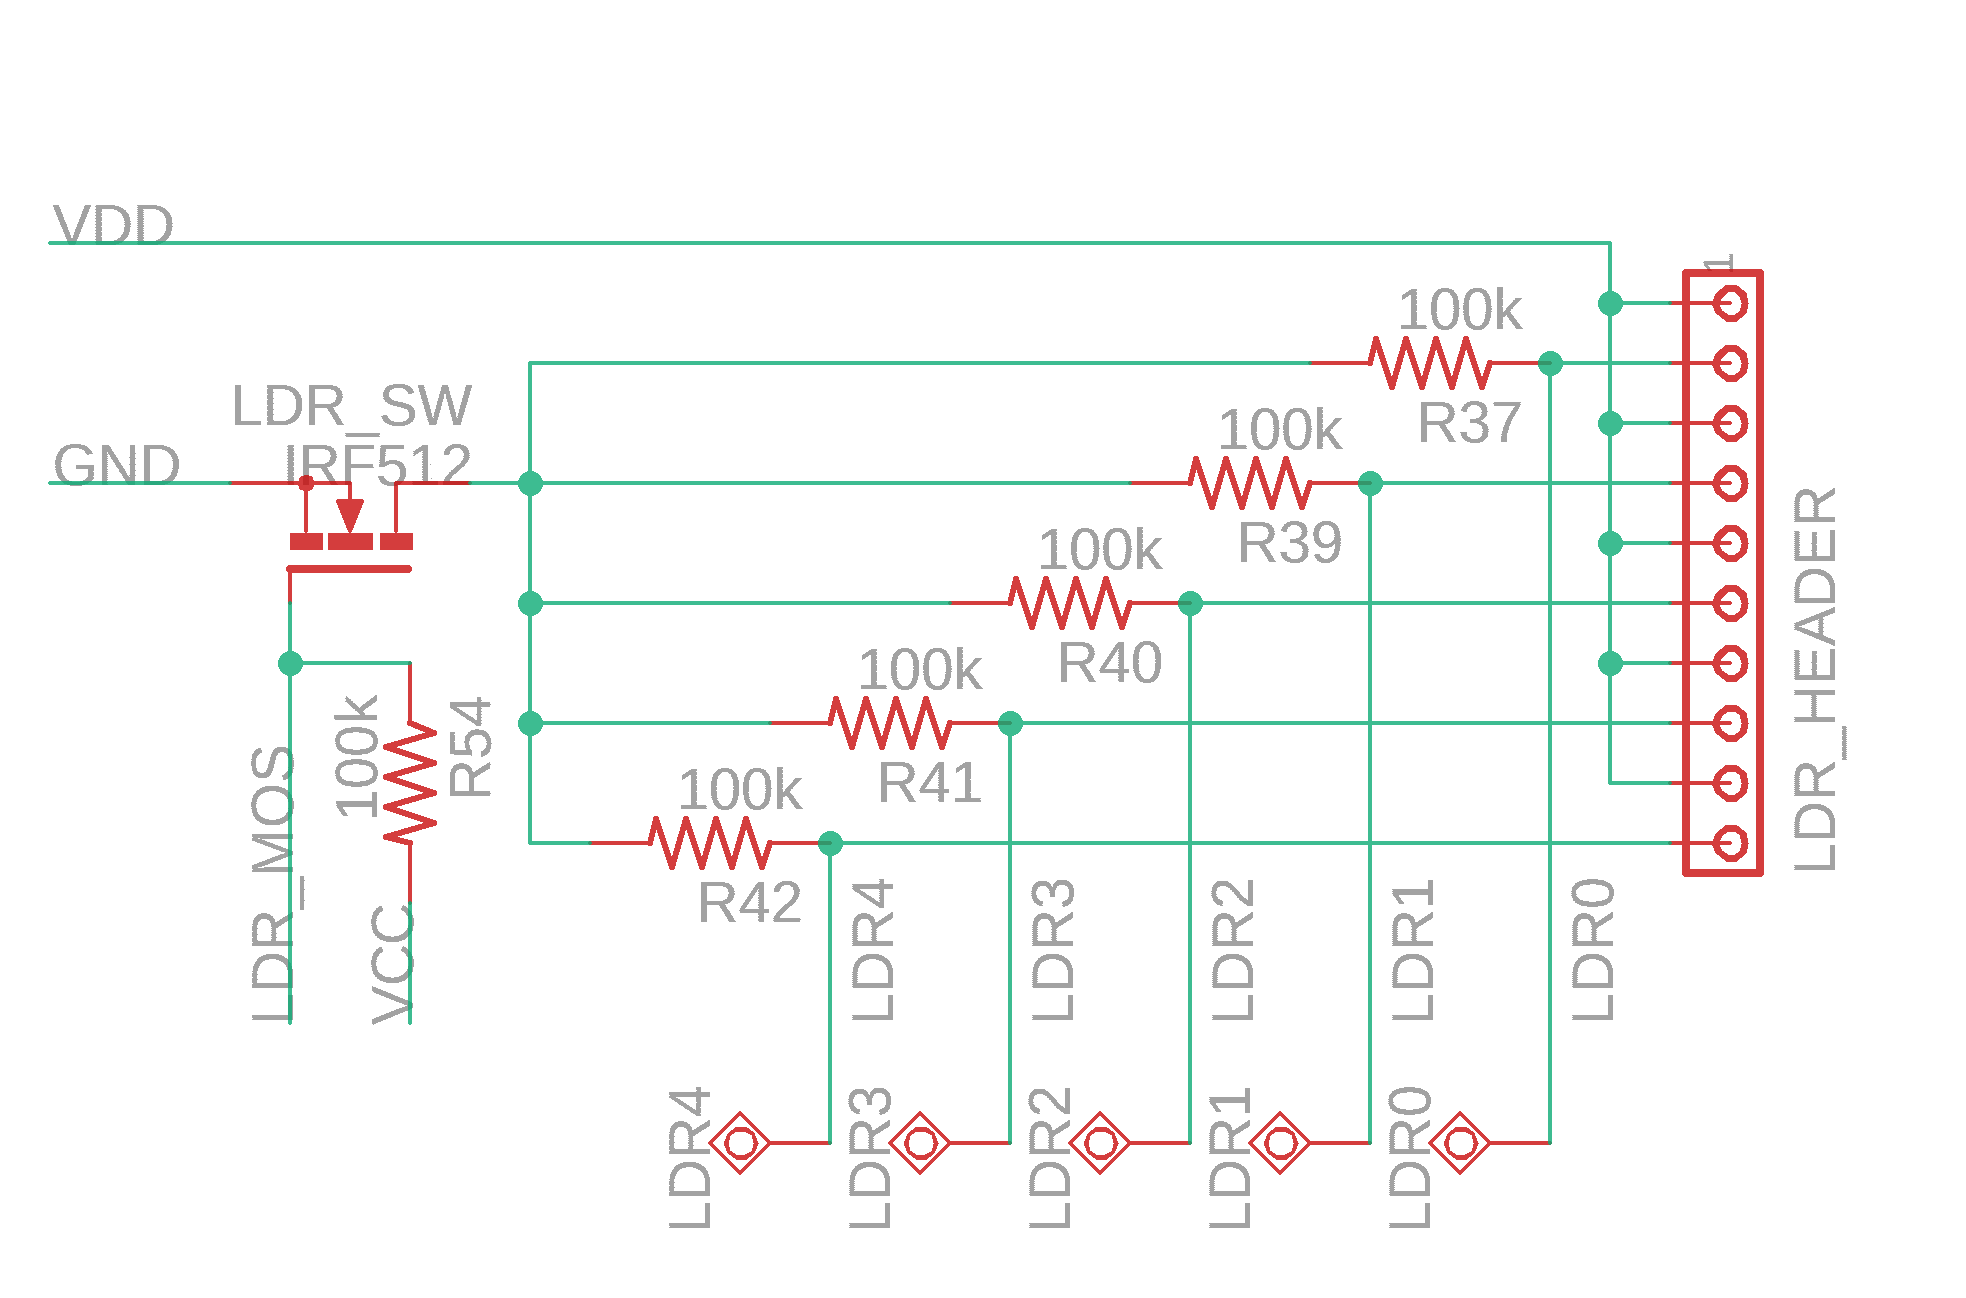 VDD
1
100k
R37
LDR_SW
IRF512
GND
100k
R39
100k
R40
100k
R41
100k
R42
LDR_HEADER
100k
R54
LDR_MOS
VCC
LDR4
LDR3
LDR2
LDR1
LDR0
LDR4
LDR3
LDR2
LDR1
LDR0